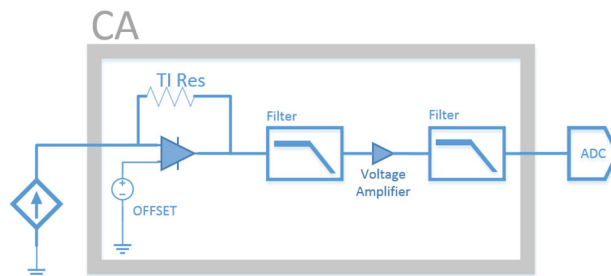 CA
TI Res
Filter
Filter
ADC
Voltage
Amplifier
OFFSET